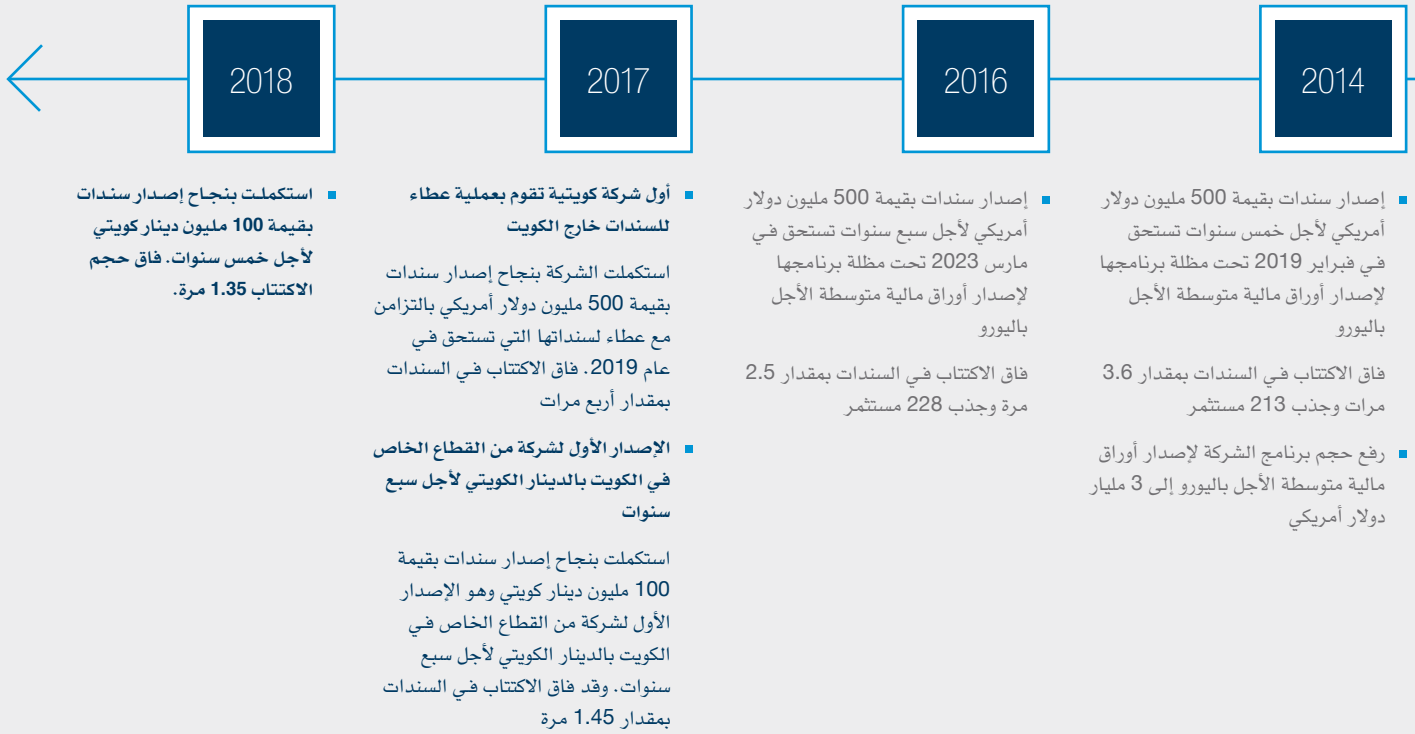 2014
إصدار سندات بقيمة 500 مليون دولار
أمريكي لأجل خمس سنوات تستحق
في فبراير 2019 تحت مظلة برنامجها
لإصدار أوراق مالية متوسطة الأجل
باليورو
فاق الاكتتاب في السندات بمقدار 3.6
مرات وجذب 213 مستثمر
رفع حجم برنامج الشركة لإصدار أوراق
مالية متوسطة الأجل باليورو إلى 3 مليار
دولار أمريكي
2016
إصدار سندات بقيمة 500 مليون دولار
أمريكي لأجل سبع سنوات تستحق في
مارس 2023 تحت مظلة برنامجها
لإصدار أوراق مالية متوسطة الأجل
باليورو
فاق الاكتتاب في السندات بمقدار 2.5
مرة وجذب 228 مستثمر
2017
أول شركة كويتية تقوم بعملية عطاء
للسندات خارج الكويت
استكملت الشركة بنجاح إصدار سندات
بقيمة 500 مليون دولار أمريكي بالتزامن
مع عطاء لسنداتها التي تستحق في
عام 2019. فاق الاكتتاب في السندات
بمقدار أربع مرات
الإصدار الأول لشركة من القطاع الخاص
في الكويت بالدينار الكويتي لأجل سبع
سنوات
استكملت بنجاح إصدار سندات بقيمة
100 مليون دينار كويتي وهو الإصدار
الأول لشركة من القطاع الخاص في
الكويت بالدينار الكويتي لأجل سبع
سنوات. وقد فاق الاكتتاب في السندات
بمقدار 1.45 مرة
2018
استكملت بنجاح إصدار سندات
بقيمة 100 مليون دينار كويتي
لأجل خمس سنوات. فاق حجم
الاكتتاب 1.35 مرة.